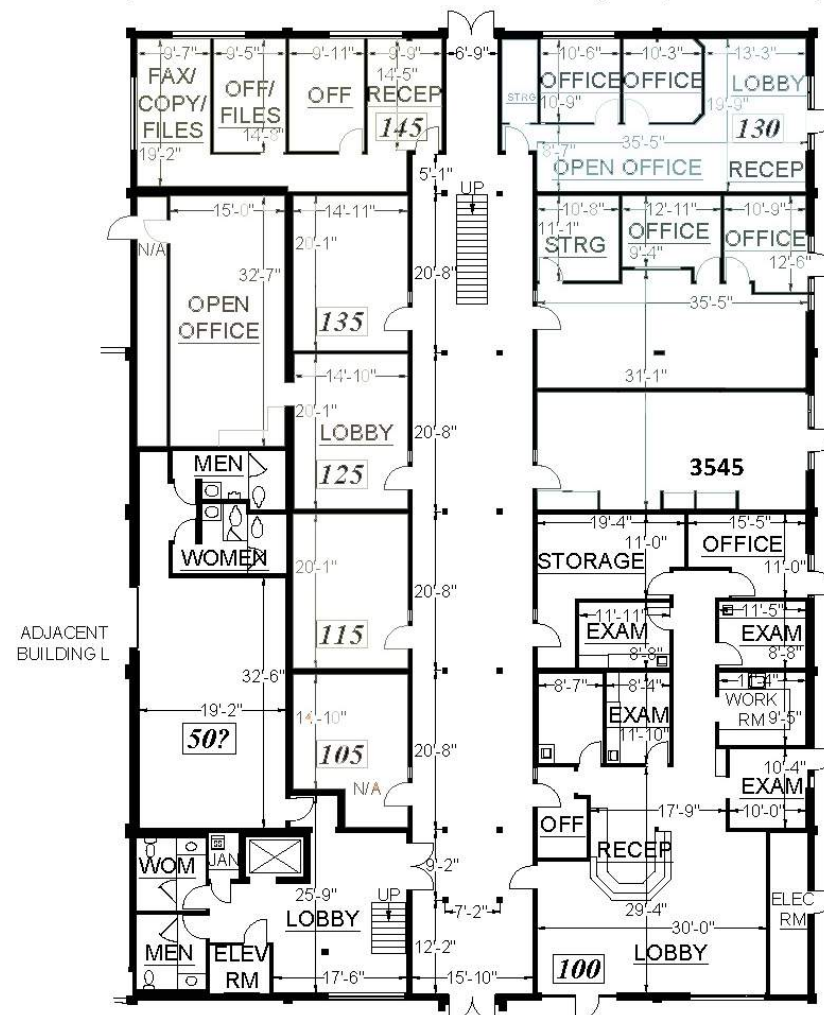 9'-7"
9'-5"
9'-11"
9'-9"
6'-9"
10'-6"
10'-3"
13'-3"
FAX/
COPY/
FILES
OFF/
FILES
OFF
14'-5"
RECEP
145
STRG
OFFICE
OFFICE
LOBBY
10'-9"
19'-9"
130
14'-8"
19'-2"
35'-5"
8'-7"
OPEN OFFICE
RECEP
5'-1"
UP
15'-0"
14'-11"
10'-8"
12'-11"
10'-9"
N/A
20'-1"
11'-1"
STRG
OFFICE
9'-4"
OFFICE
12'-6"
32'-7"
20'-8"
OPEN
OFFICE
135
35'-5"
31'-1"
14'-10"
20'-1"
LOBBY
20'-8"
125
3545
MEN
WOMEN
19'-4"
11'-0"
15'-5"
STORAGE
OFFICE
11'-0"
20'-1"
20'-8"
115
11'-11"
EXAM
8'-8"
11'-5"
EXAM
8'-8"
ADJACENT
BUILDING L
32'-6"
19'-2"
50?
14'-10"
105
20'-8"
N/A
8'-7"
8'-4"
EXAM
11'-10"
WORK
RM
9'-5"
10'-4"
EXAM
10'-0"
17'-9"
OFF
RECEP
WOM
JAN
9'-2"
25'-9"
UP
7'-2"
29'-4"
ELEC
RM
LOBBY
30'-0"
MEN
ELEV
RM
12'-2"
17'-6"
15'-10"
100
LOBBY